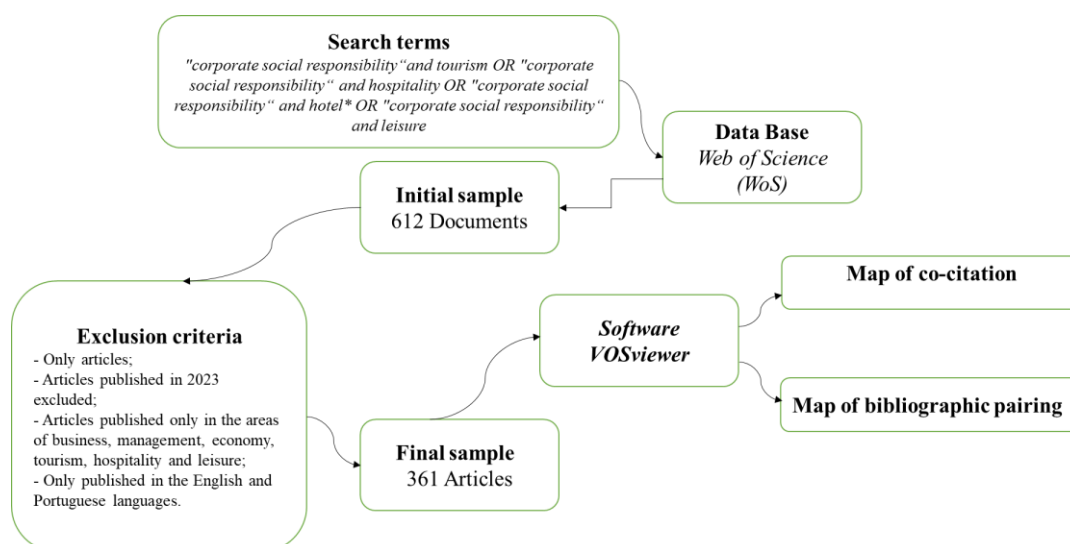 Search terms
"corporate social responsibility“and tourism OR "corporate
social responsibility“ and hospitality OR "corporate social
responsibility“ and hotel* OR "corporate social responsibility“
and leisure
Data Base
Web of Science
(WoS)
Initial sample
612 Documents
Exclusion criteria
- Only articles;
- Articles published in 2023
excluded;
- Articles published only in the areas
of business, management, economy,
tourism, hospitality and leisure;
- Only published in the English and
Portuguese languages.
Final sample
361 Articles
Software
VOSviewer
Map of co-citation
Map of bibliographic pairing